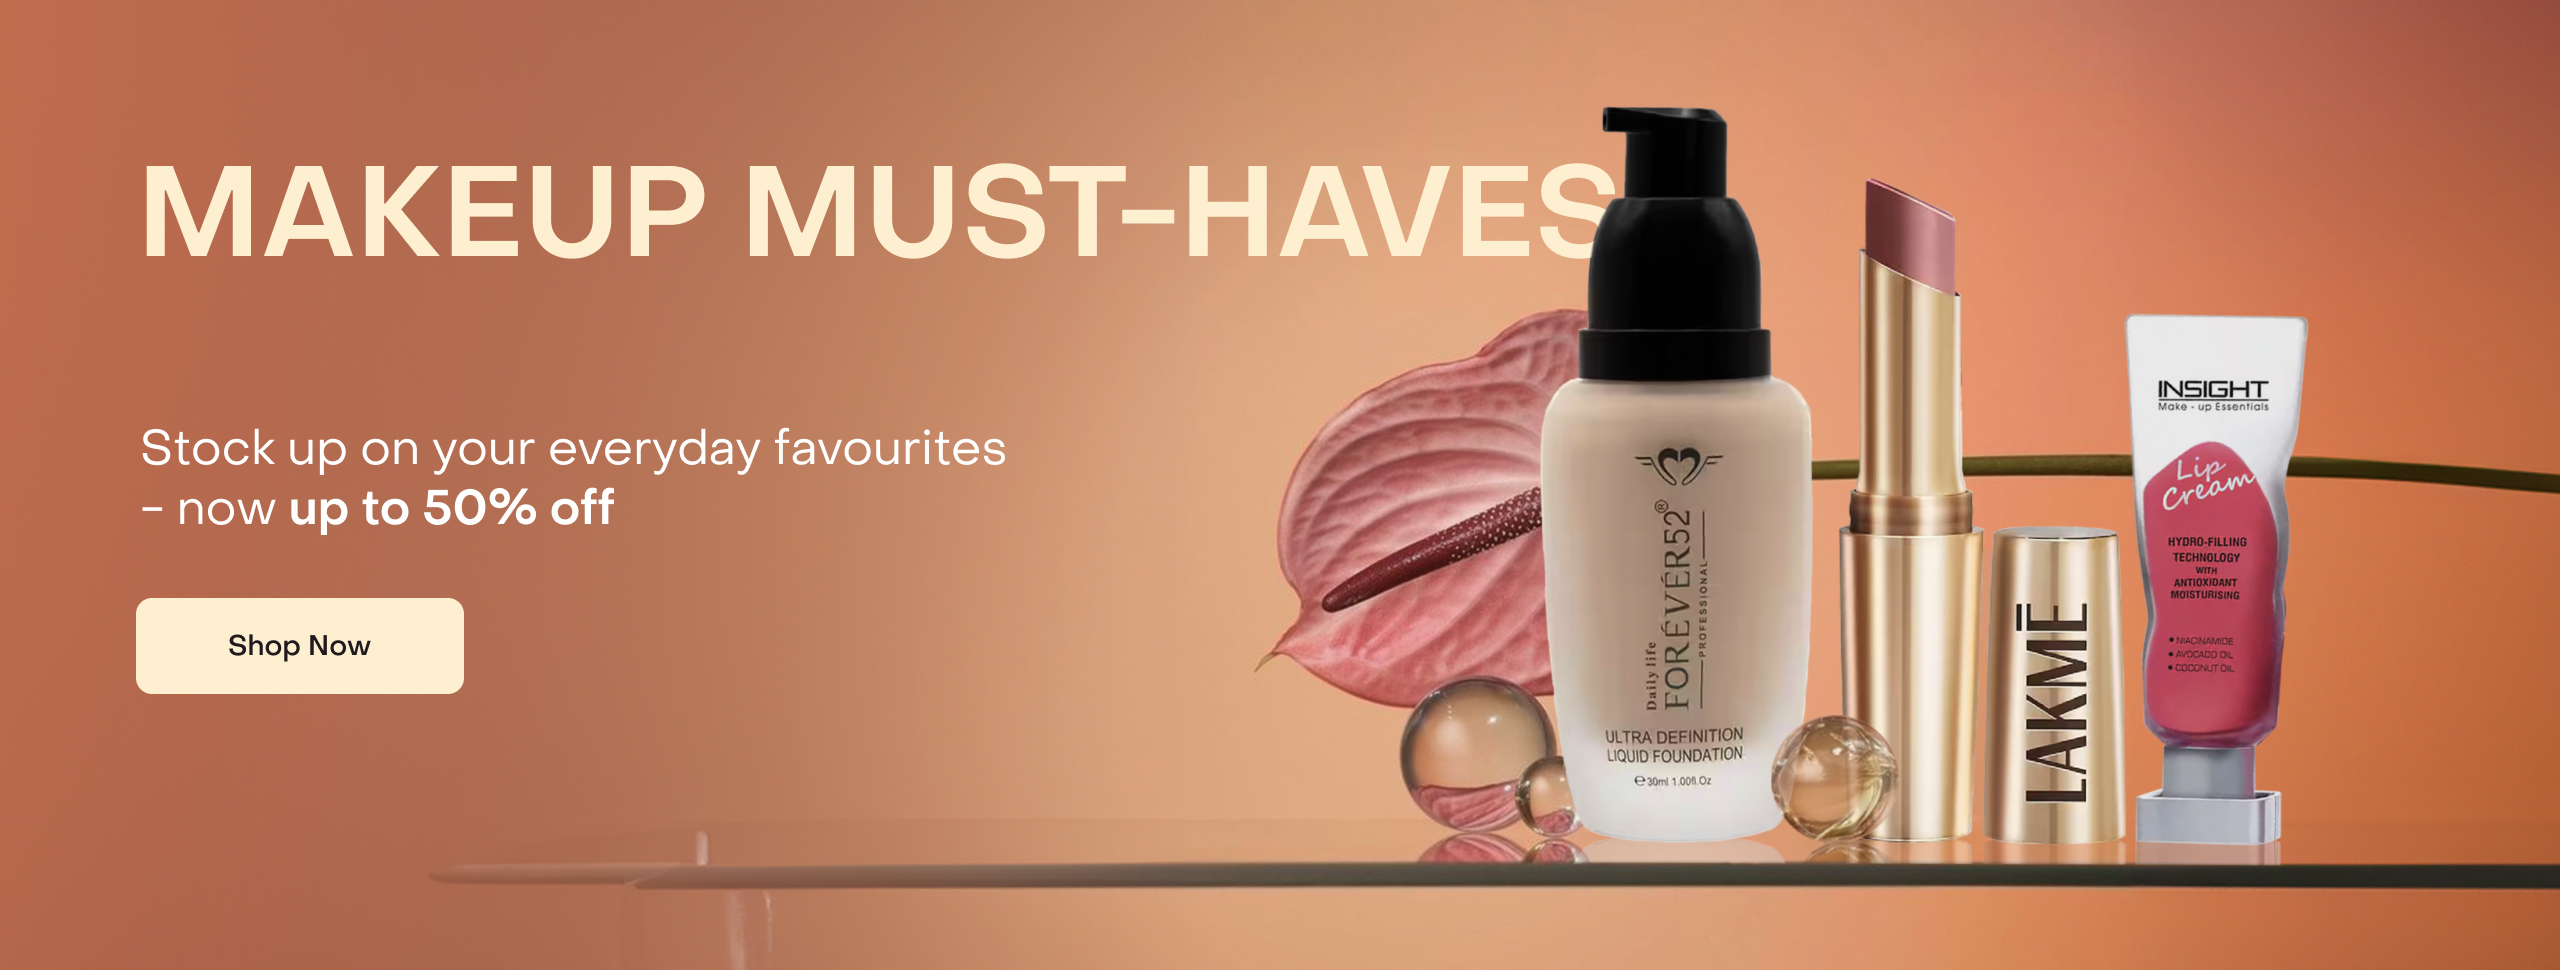 MAKEUP MUST-HAVES
Stock up on your everyday favourites
– now up to 50% off
Shop Now
Daily life
FORÉVÉR52®
PROFESSIONAL
ULTRA DEFINITION
LIQUID FOUNDATION
℮30ml 1.00fl.Oz
LAKMĒ
INSIGHT
Make - up Essentials
Lip
Cream
HYDRO-FILLING
TECHNOLOGY
WITH
ANTIOXIDANT
MOISTURISING
• NIACINAMIDE
• AVOCADO OIL
• COCONUT OIL